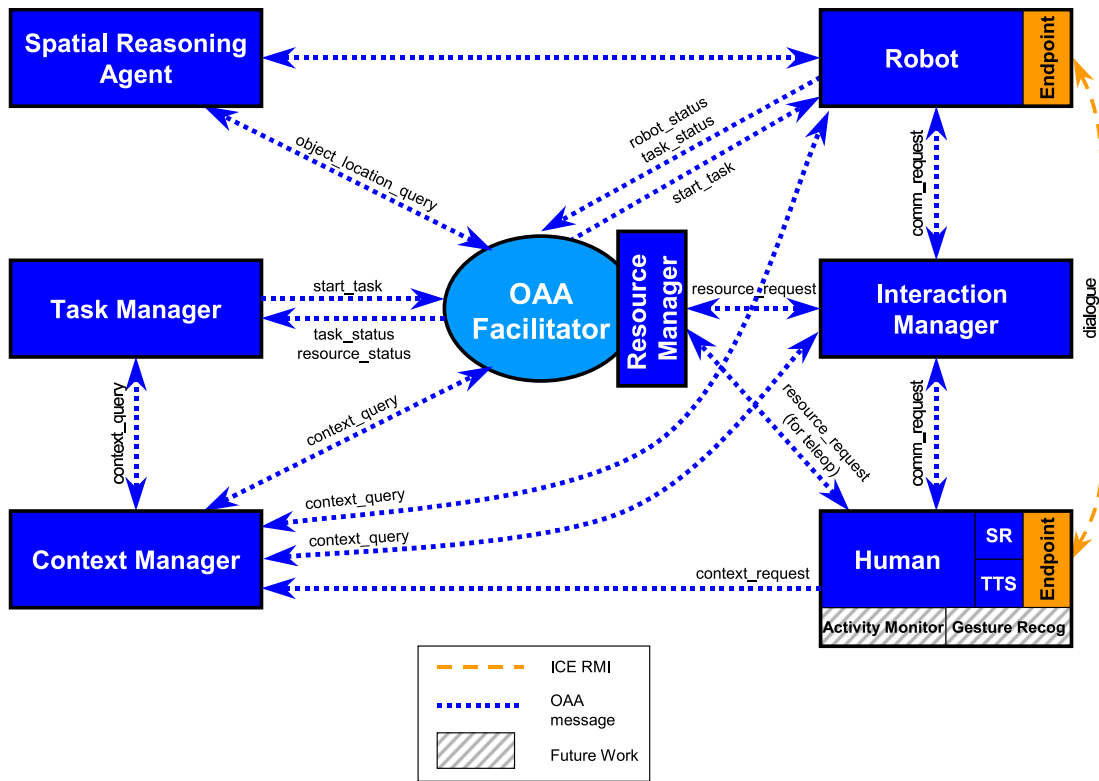 Spatial Reasoning
Agent
Robot
Endpoint
robot_status
task_status
start_task
object_location_query
comm_request
dialogue
Task Manager
start_task
task_status
resource_status
OAA
Facilitator
Resource
Manager
resource_request
Interaction
Manager
context_query
context_query
resource_request
(for teleop)
comm_request
Context Manager
context_query
context_query
context_request
Human
SR
TTS
Endpoint
Activity Monitor
Gesture Recog
ICE RMI
OAA
message
Future Work